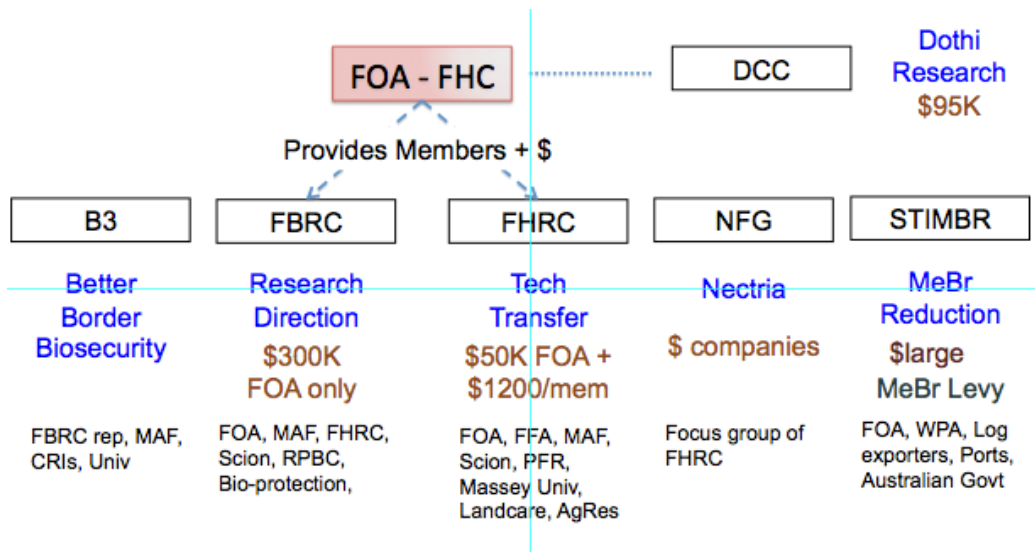 FOA - FHC
DCC
Dothi
Research
$95K
Provides Members + $
B3
FBRC
FHRC
NFG
STIMBR
Better
Border
Biosecurity
FBRC rep, MAF,
CRIs, Univ
Research
Direction
$300K
FOA only
FOA, MAF, FHRC,
Scion, RPBC,
Bio-protection,
Tech
Transfer
$50K FOA +
$1200/mem
FOA, FFA, MAF,
Scion, PFR,
Massey Univ,
Landcare, AgRes
Nectria
$ companies
Focus group of
FHRC
MeBr
Reduction
$large
MeBr Levy
FOA, WPA, Log
exporters, Ports,
Australian Govt